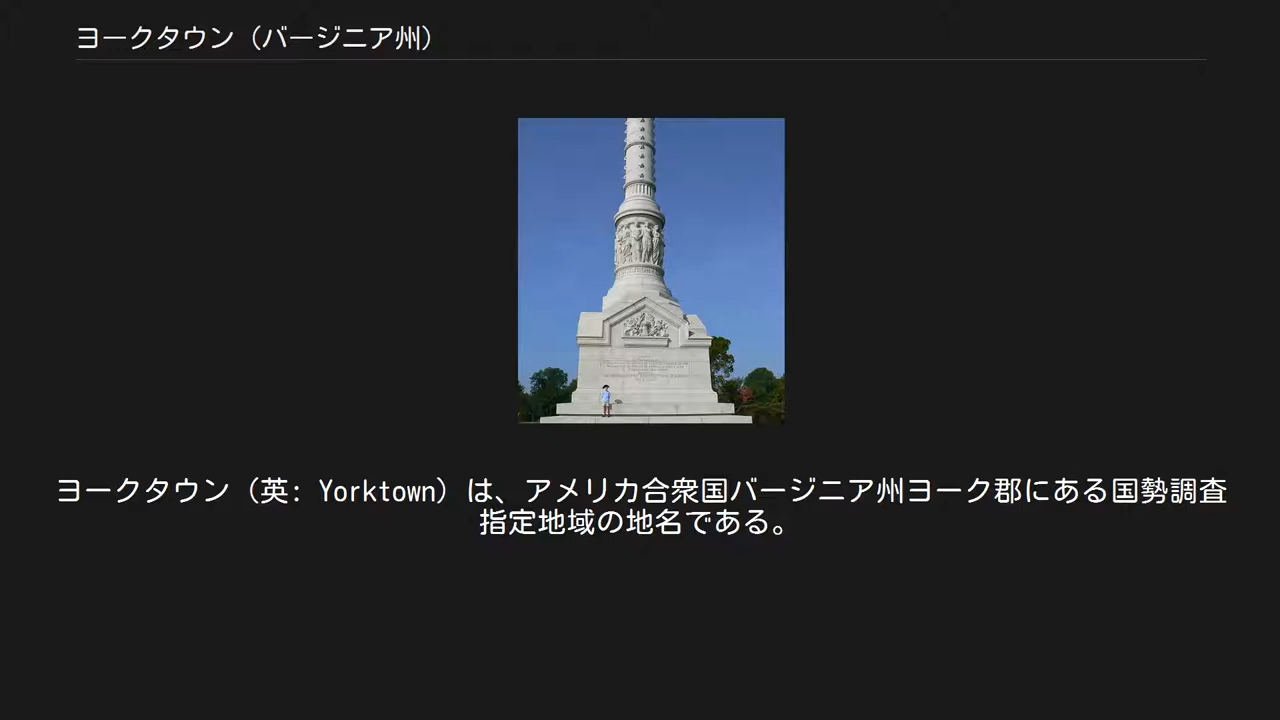 ヨークタウン（バージニア州）
ヨークタウン（英: Yorktown）は、アメリカ合衆国バージニア州ヨーク郡にある国勢調査
指定地域の地名である。